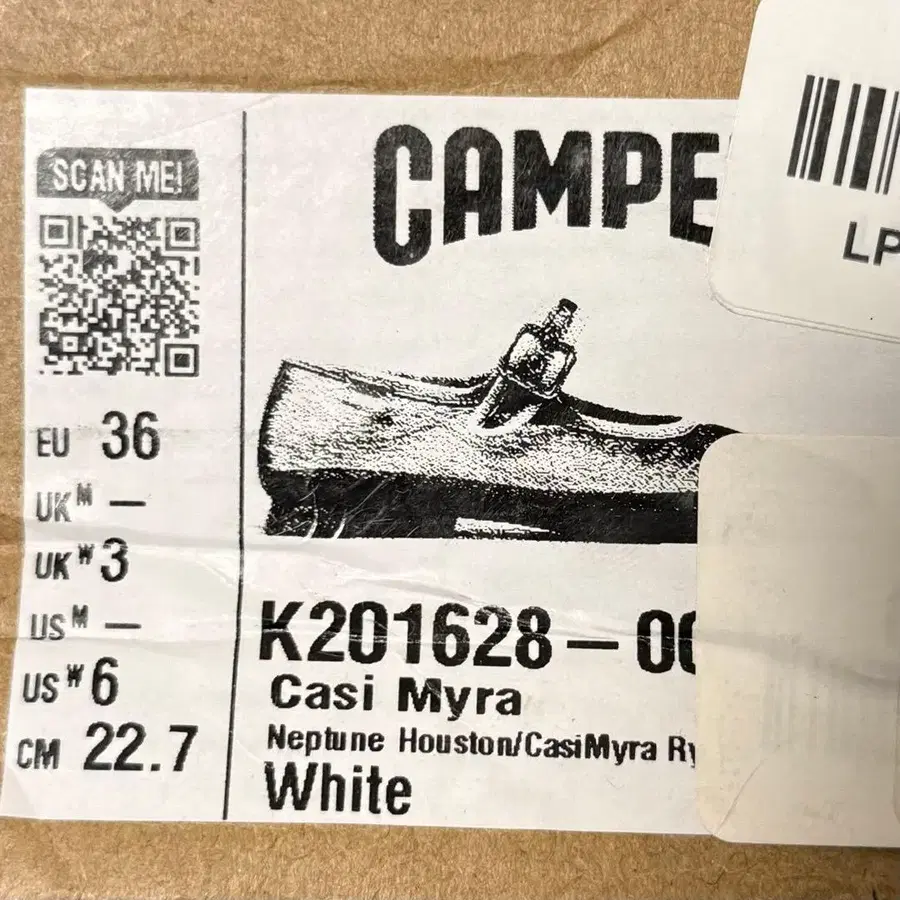 SCAN ME!
CAMPE
LP
EU 36
UK M —
UK W 3
US M —
US W 6
CM 22.7
K201628 – 00
Casi Myra
Neptune Houston/CasiMyra Ry
White